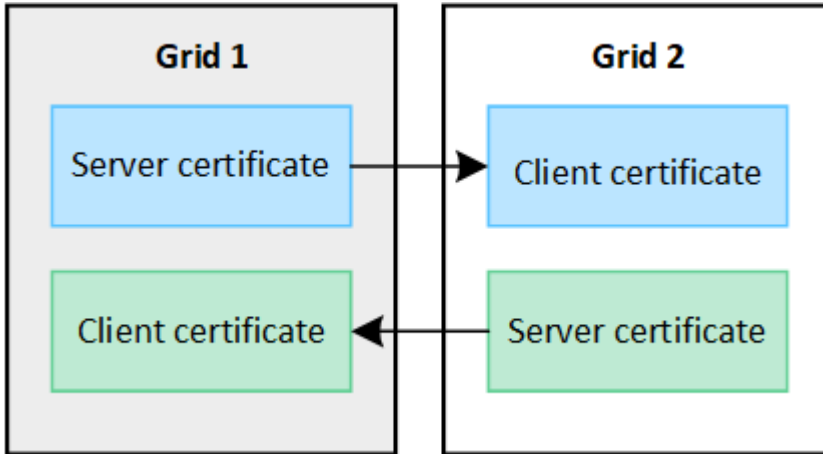 Grid 1
Server certificate
Client certificate
Grid 2
Client certificate
Server certificate